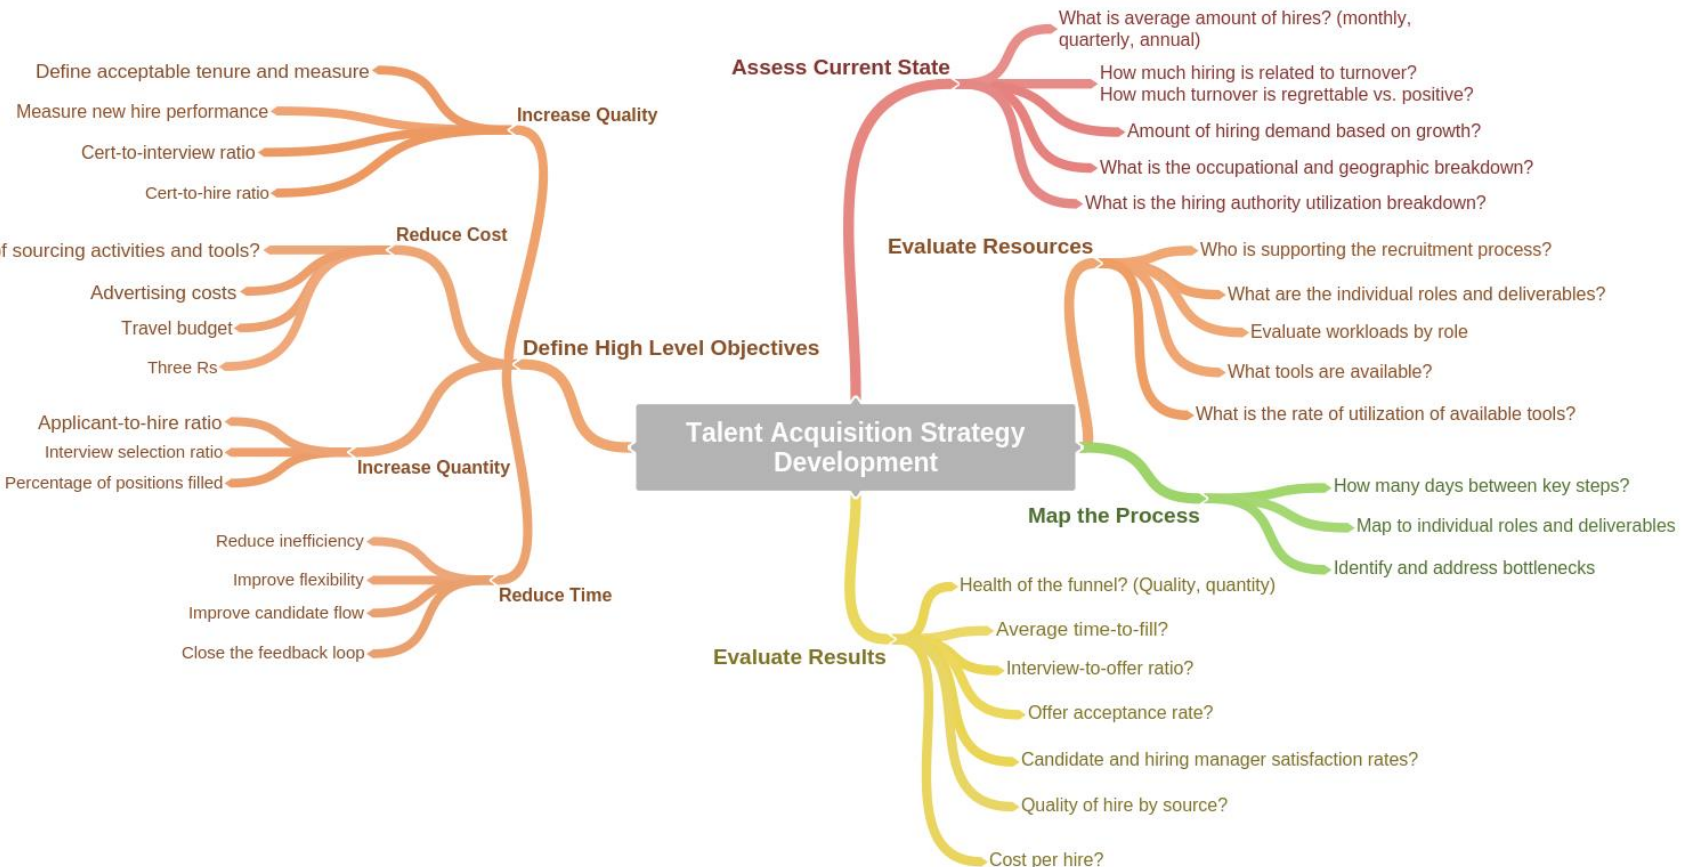 Talent Acquisition Strategy
Development
Assess Current State
What is average amount of hires? (monthly,
quarterly, annual)
How much hiring is related to turnover?
How much turnover is regrettable vs. positive?
Amount of hiring demand based on growth?
What is the occupational and geographic breakdown?
What is the hiring authority utilization breakdown?
Evaluate Resources
Who is supporting the recruitment process?
What are the individual roles and deliverables?
Evaluate workloads by role
What tools are available?
What is the rate of utilization of available tools?
Map the Process
How many days between key steps?
Map to individual roles and deliverables
Identify and address bottlenecks
Evaluate Results
Health of the funnel? (Quality, quantity)
Average time-to-fill?
Interview-to-offer ratio?
Offer acceptance rate?
Candidate and hiring manager satisfaction rates?
Quality of hire by source?
Cost per hire?
Define High Level Objectives
Increase Quality
Define acceptable tenure and measure
Measure new hire performance
Cert-to-interview ratio
Cert-to-hire ratio
Reduce Cost
sourcing activities and tools?
Advertising costs
Travel budget
Three Rs
Increase Quantity
Applicant-to-hire ratio
Interview selection ratio
Percentage of positions filled
Reduce Time
Reduce inefficiency
Improve flexibility
Improve candidate flow
Close the feedback loop